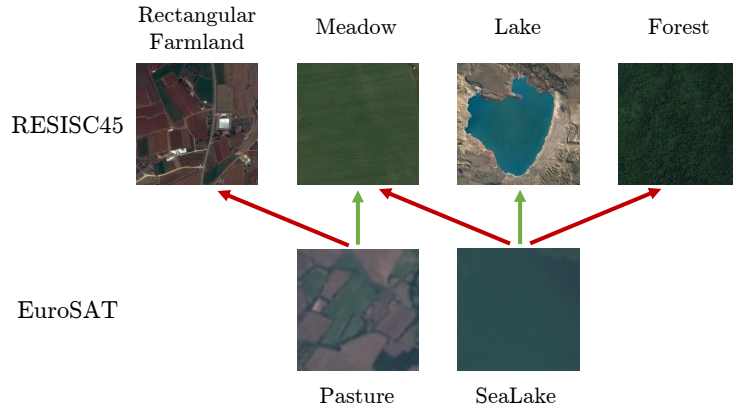 Rectangular
Farmland
Meadow
Lake
Forest
RESISC45
EuroSAT
Pasture
SeaLake